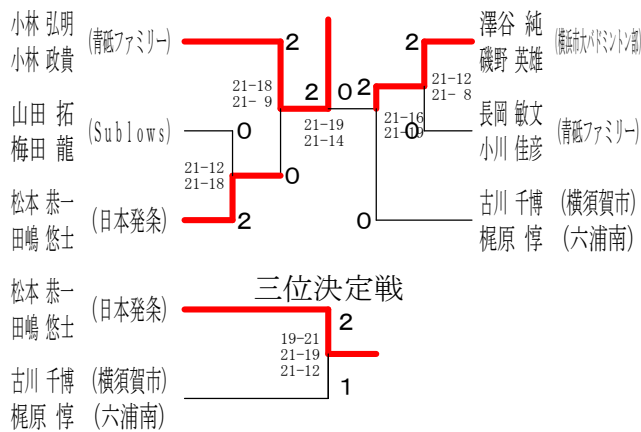 小林 弘明
小林 政貴
(青砥ファミリー)
2
21-18
21- 9
山田 拓
梅田 龍
(Sublows)
0
21-12
21-18
0
松本 恭一
田嶋 悠士
(日本発条)
2
2
0
21-19
21-14
澤谷 純
磯野 英雄
(横浜市大バドミントン部)
2
2
21-12
21- 8
長岡 敏文
小川 佳彦
(青砥ファミリー)
0
21-16
21-19
古川 千博 (横須賀市)
梶原 惇 (六浦南)
0
三位決定戦
松本 恭一
田嶋 悠士
(日本発条)
2
19-21
21-19
21-12
古川 千博 (横須賀市)
梶原 惇 (六浦南)
1